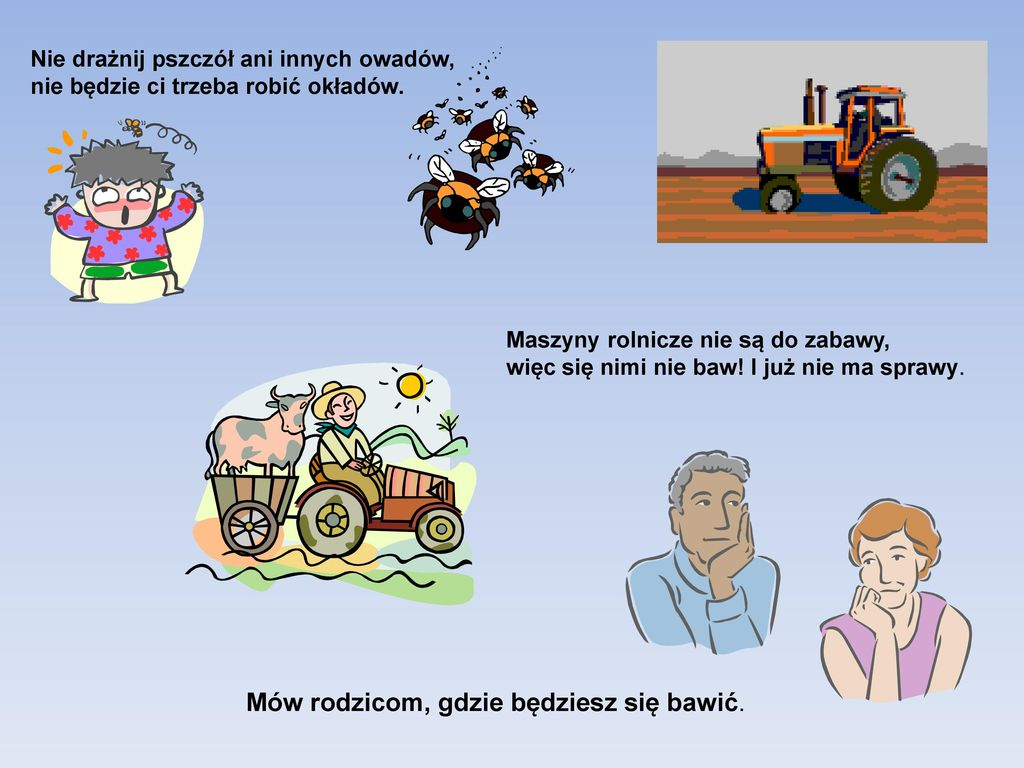 Nie drażnij pszczół ani innych owadów,
nie będzie ci trzeba robić okładów.
Maszyny rolnicze nie są do zabawy,
więc się nimi nie baw! I już nie ma sprawy.
Mów rodzicom, gdzie będziesz się bawić.